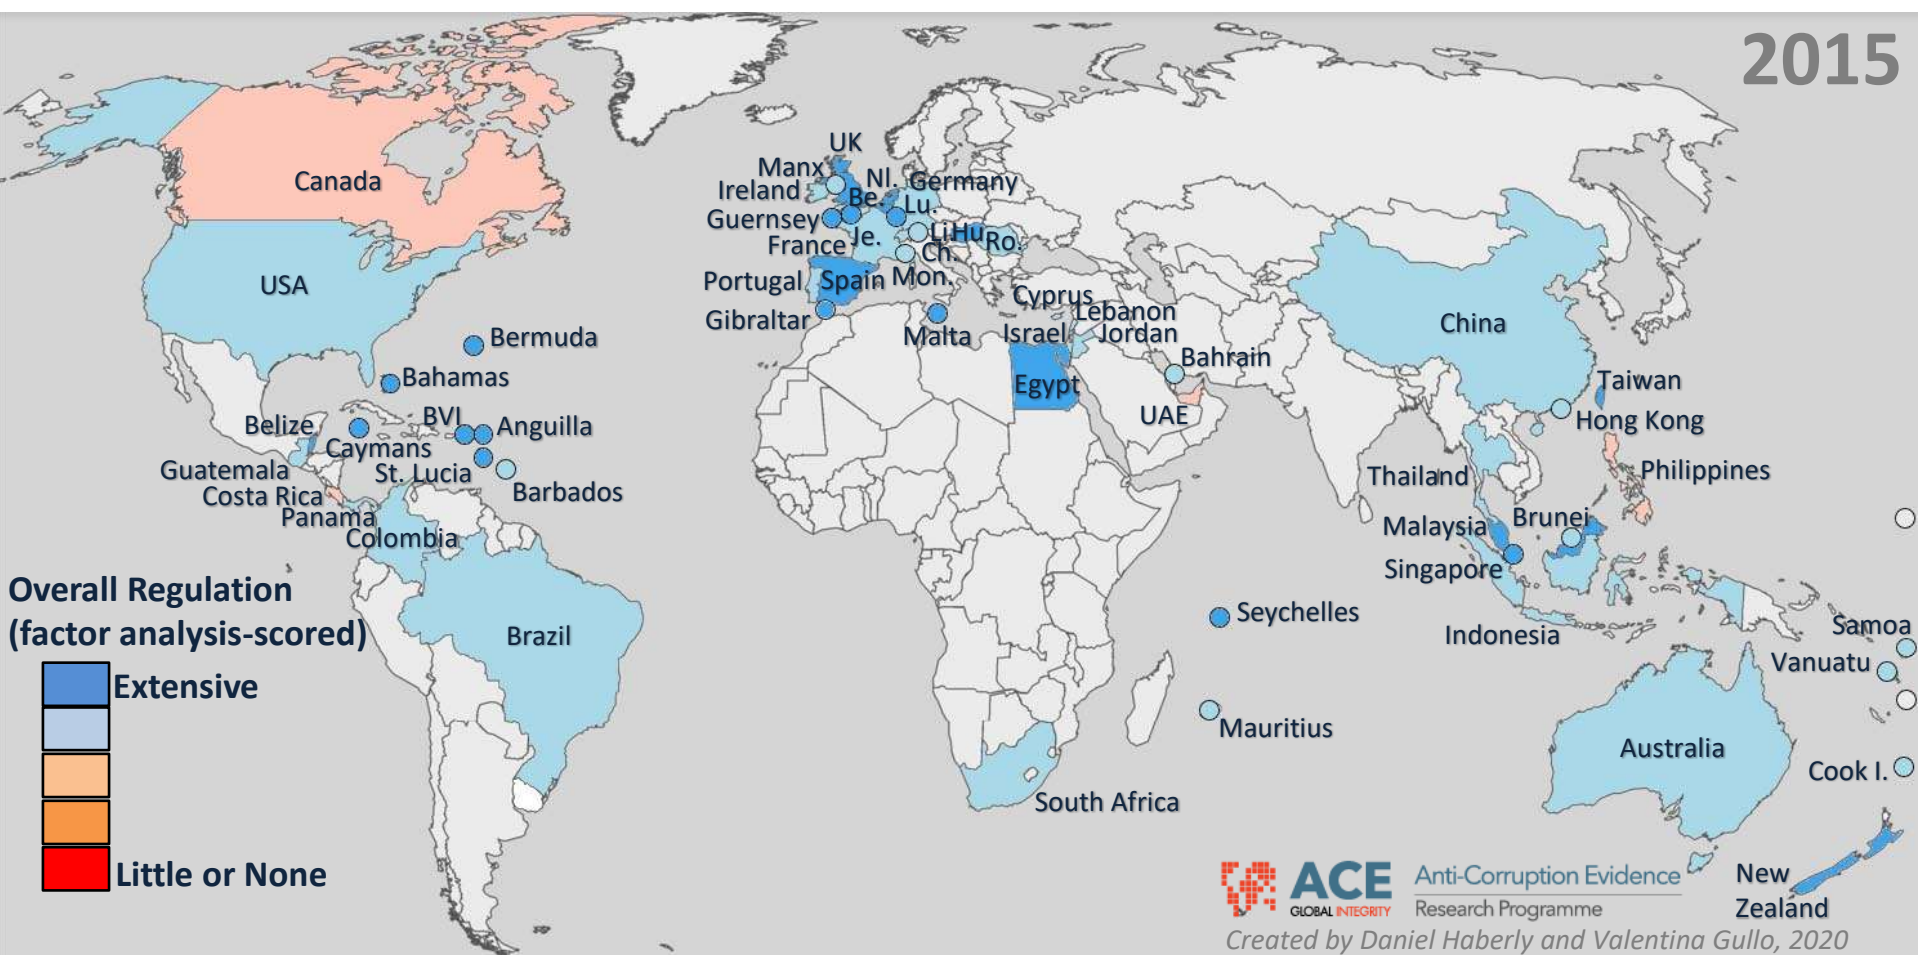 2015
UK
Manx
Nl.
Germany
Ireland
Be.
Lu.
Guernsey
Canada
France
Je.
Li.
Hu
Ro.
Ch.
USA
Portugal
Spain
Mon.
Cyprus
Gibraltar
Lebanon
Malta
Israel
Jordan
China
Bermuda
Bahrain
Bahamas
Egypt
Taiwan
BVI
Anguilla
UAE
Hong Kong
Belize
Caymans
Guatemala
St. Lucia
Thailand
Philippines
Costa Rica
Barbados
Panama
Colombia
Malaysia
Brunei
Singapore
Overall Regulation
(factor analysis-scored)
Seychelles
Brazil
Indonesia
Samoa
Vanuatu
Extensive
Mauritius
Australia
Cook I.
South Africa
Little or None
New
Zealand
ACE
GLOBAL INTEGRITY
Anti-Corruption Evidence
Research Programme
Created by Daniel Haberly and Valentina Gullo, 2020